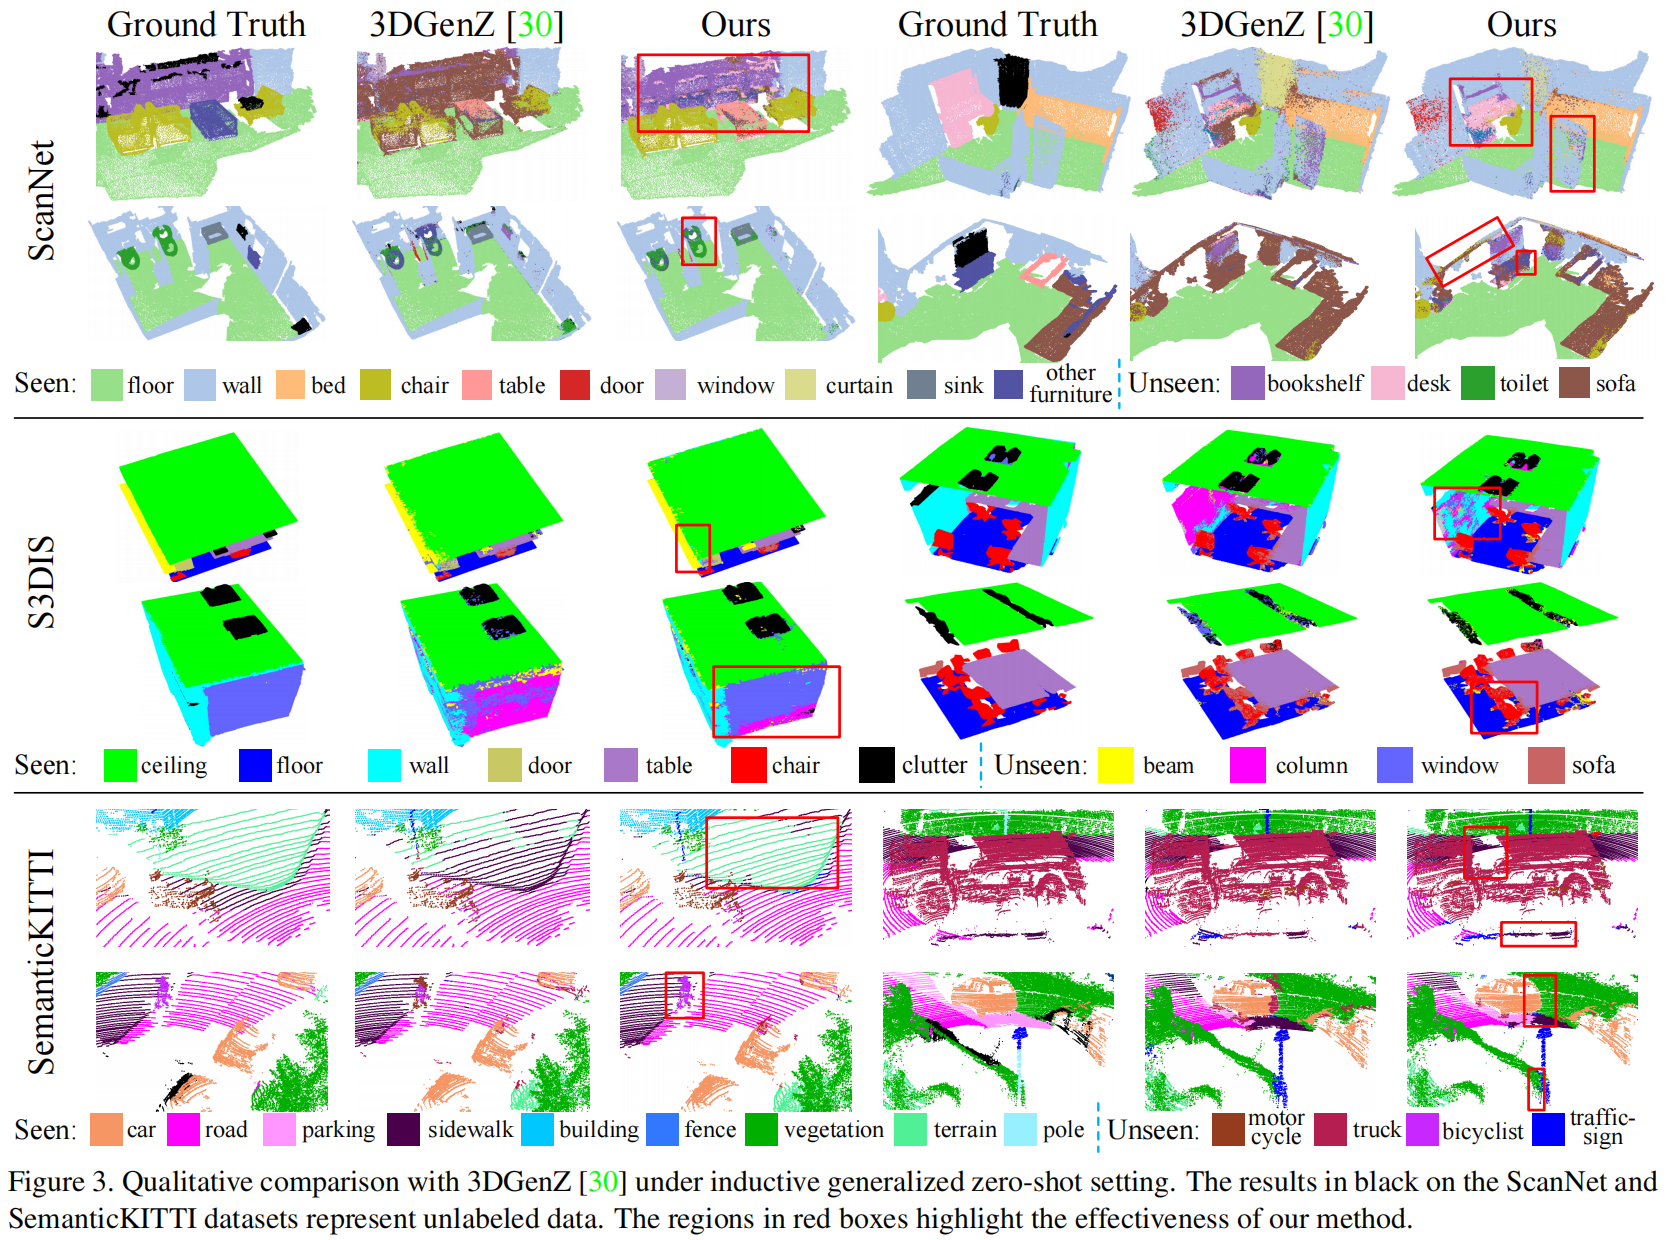 Ground Truth 3DGenZ [30] Ours Ground Truth 3DGenZ [30] Ours
ScanNet
Seen: floor wall bed chair table door window curtain sink other furniture Unseen: bookshelf desk toilet sofa
S3DIS
Seen: ceiling floor wall door table chair clutter Unseen: beam column window sofa
SemanticKITTI
Seen: car road parking sidewalk building fence vegetation terrain pole Unseen: motor cycle truck bicyclist traffic-sign
Figure 3. Qualitative comparison with 3DGenZ [30] under inductive generalized zero-shot setting. The results in black on the ScanNet and
SemanticKITTI datasets represent unlabeled data. The regions in red boxes highlight the effectiveness of our method.